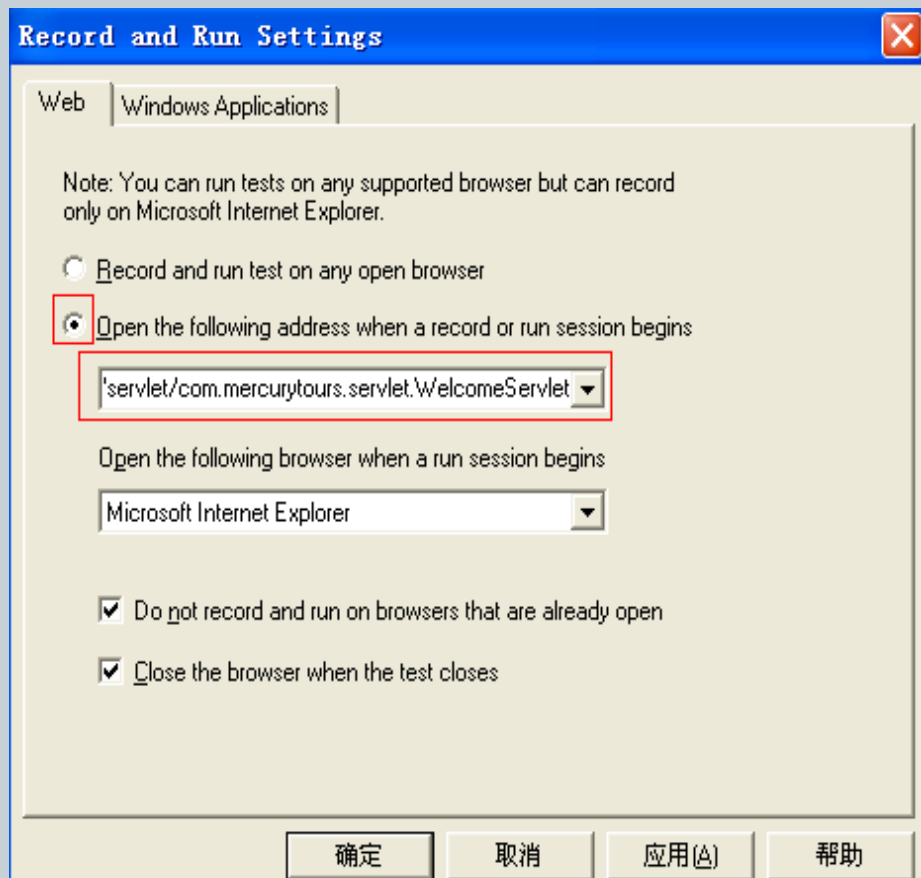 Record and Run Settings
Web
Windows Applications
Note: You can run tests on any supported browser but can record
only on Microsoft Internet Explorer.
Record and run test on any open browser
Open the following address when a record or run session begins
'servlet/com.mercurytours.servlet.WelcomeServlet
Open the following browser when a run session begins
Microsoft Internet Explorer
Do not record and run on browsers that are already open
Close the browser when the test closes
确定
取消
应用(A)
帮助